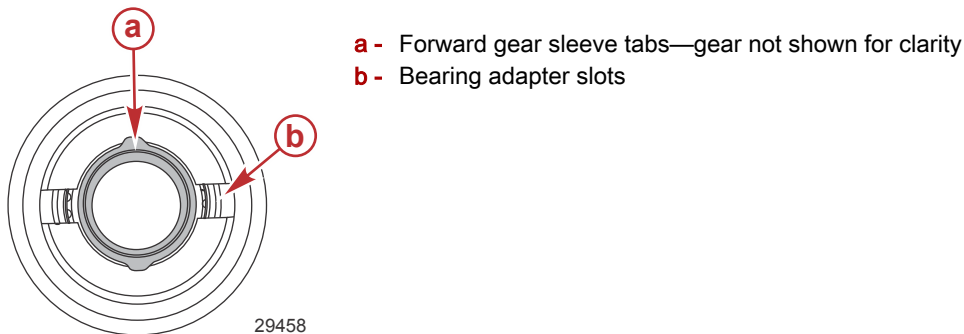 a
b
a - Forward gear sleeve tabs—gear not shown for clarity
b - Bearing adapter slots
29458